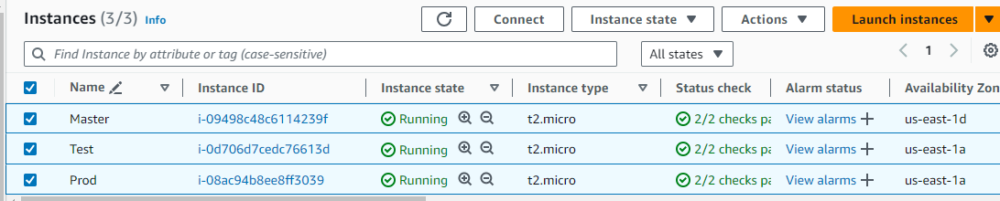 Instances (3/3) Info Connect Instance state Actions Launch instances
Find Instance by attribute or tag (case-sensitive) All states 1
Name Instance ID Instance state Instance type Status check Alarm status Availability Zon
Master i-09498c48c6114239f Running t2.micro 2/2 checks pa View alarms us-east-1d
Test i-0d706d7cedc76613d Running t2.micro 2/2 checks pa View alarms us-east-1a
Prod i-08ac94b8ee8ff3039 Running t2.micro 2/2 checks pa View alarms us-east-1a